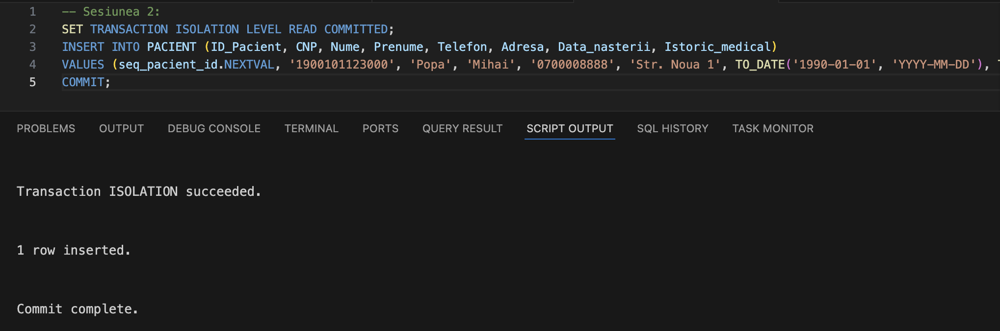 1 -- Sesiunea 2:
2 SET TRANSACTION ISOLATION LEVEL READ COMMITTED;
3 INSERT INTO PACIENT (ID_Pacient, CNP, Nume, Prenume, Telefon, Adresa, Data_nasterii, Istoric_medical)
4 VALUES (seq_pacient_id.NEXTVAL, '1900101123000', 'Popa', 'Mihai', '0700008888', 'Str. Noua 1', TO_DATE('1990-01-01', 'YYYY-MM-DD'),
5 COMMIT;
PROBLEMS OUTPUT DEBUG CONSOLE TERMINAL PORTS QUERY RESULT SCRIPT OUTPUT SQL HISTORY TASK MONITOR
Transaction ISOLATION succeeded.
1 row inserted.
Commit complete.